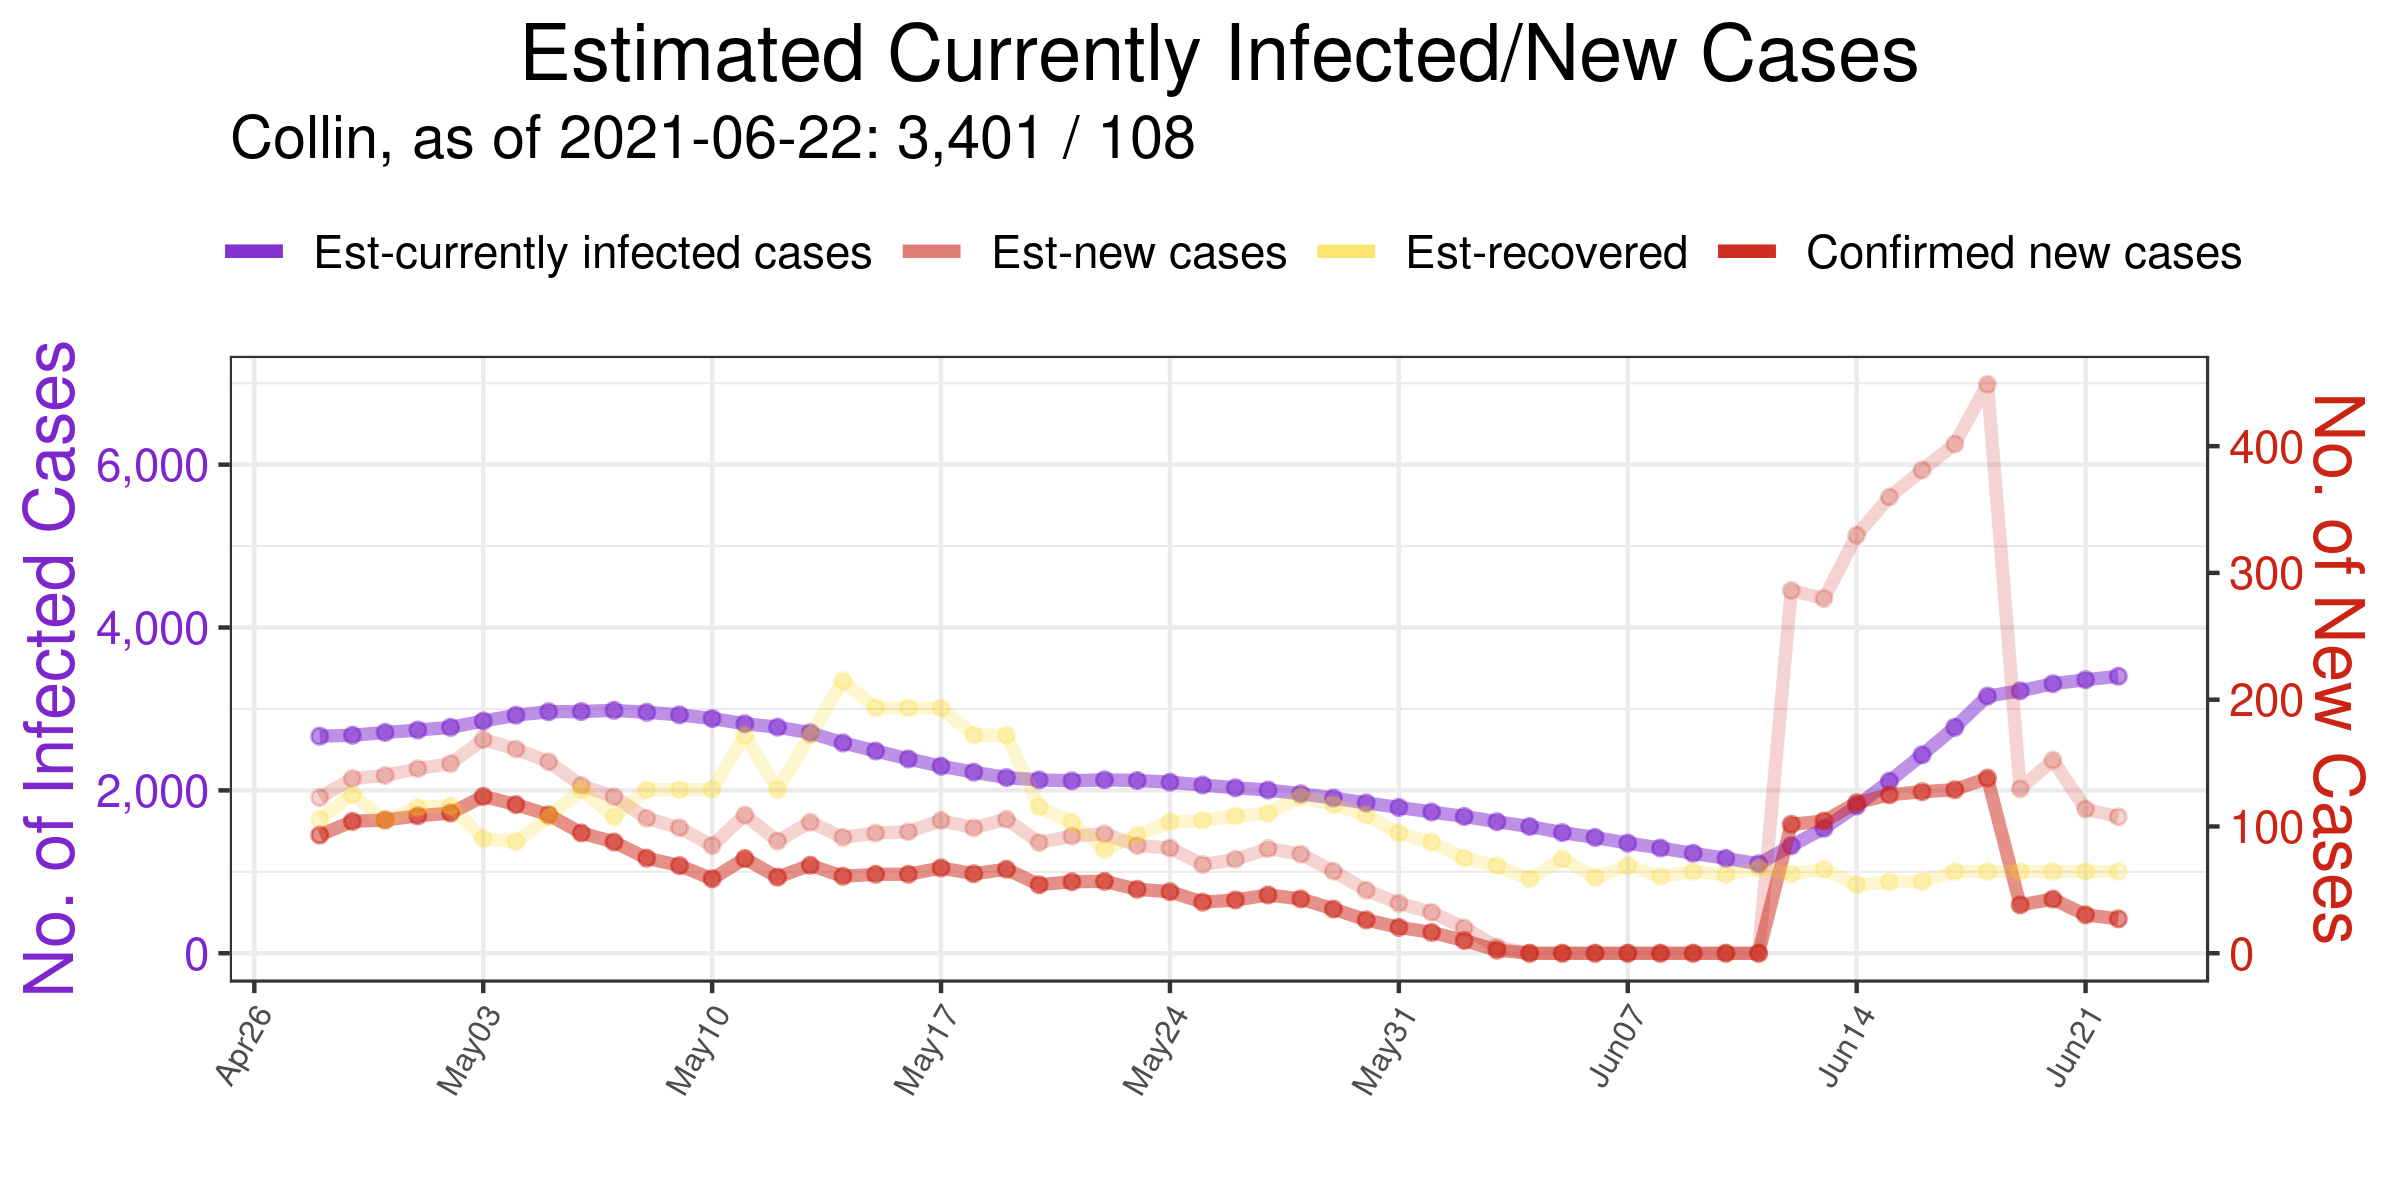 Estimated Currently Infected/New Cases
Collin, as of 2021-06-22: 3,401 / 108
Est-currently infected cases Est-new cases Est-recovered Confirmed new cases
No. of Infected Cases
6,000
4,000
2,000
0
400
300
200
100
0
No. of New Cases
Apr26 May03 May10 May17 May24 May31 Jun07 Jun14 Jun21